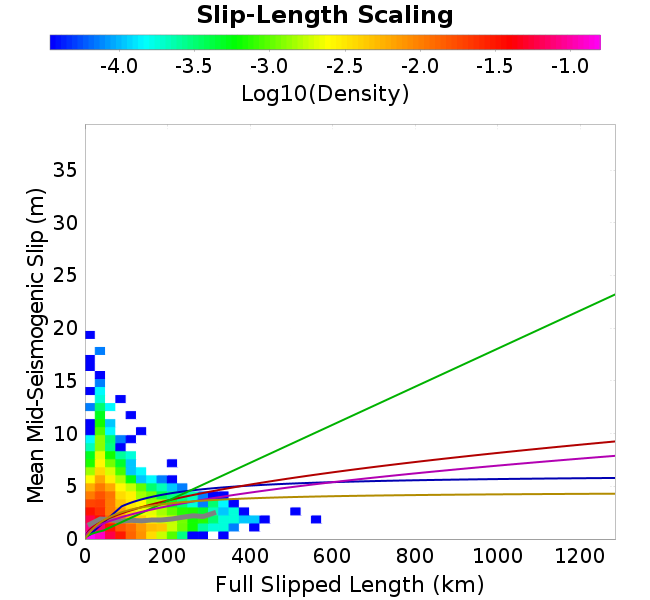 Slip-Length Scaling
-4.0 -3.5 -3.0 -2.5 -2.0 -1.5 -1.0
Log10(Density)
Mean Mid-Seismogenic Slip (m)
35
30
25
20
15
10
5
0
0 200 400 600 800 1000 1200
Full Slipped Length (km)